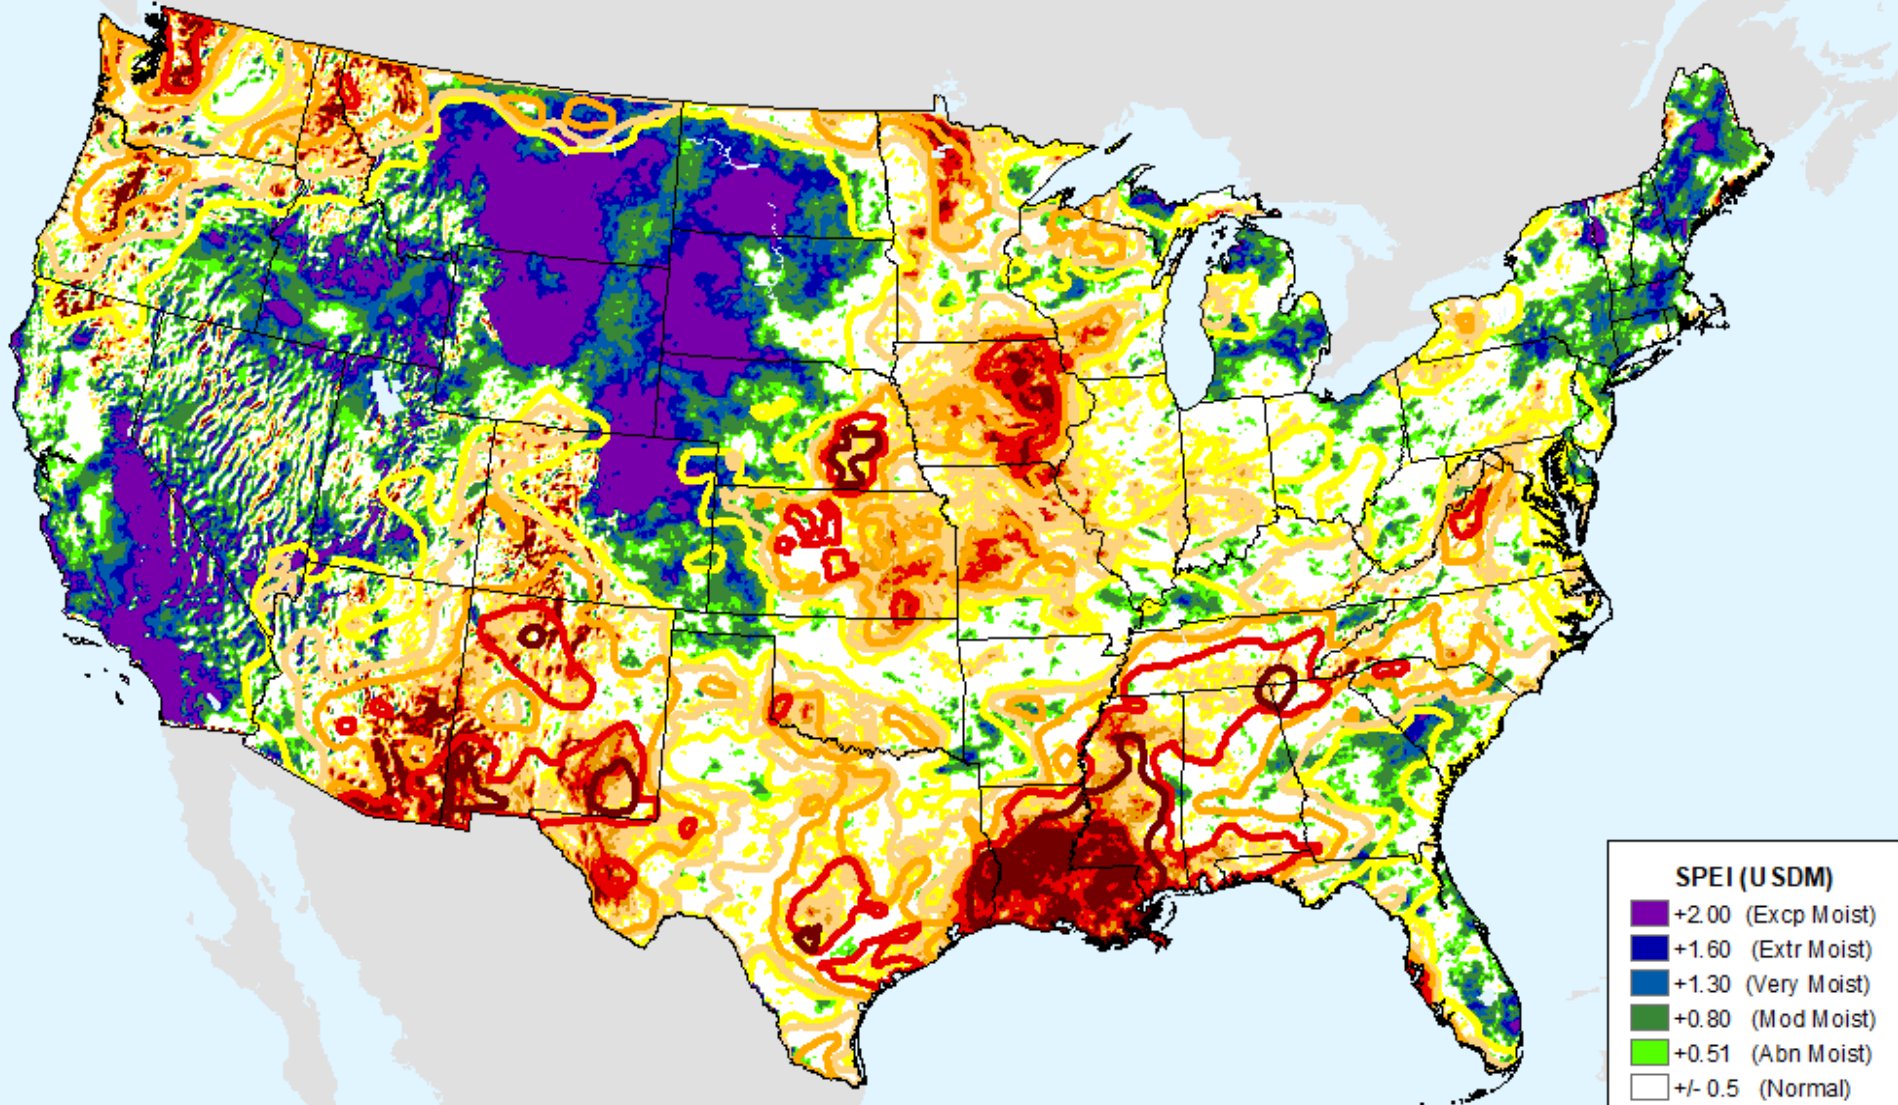 SPEI (USDM)
+2.00 (Excp Moist)
+1.60 (Extr Moist)
+1.30 (Very Moist)
+0.80 (Mod Moist)
+0.51 (Abn Moist)
+/- 0.5 (Normal)